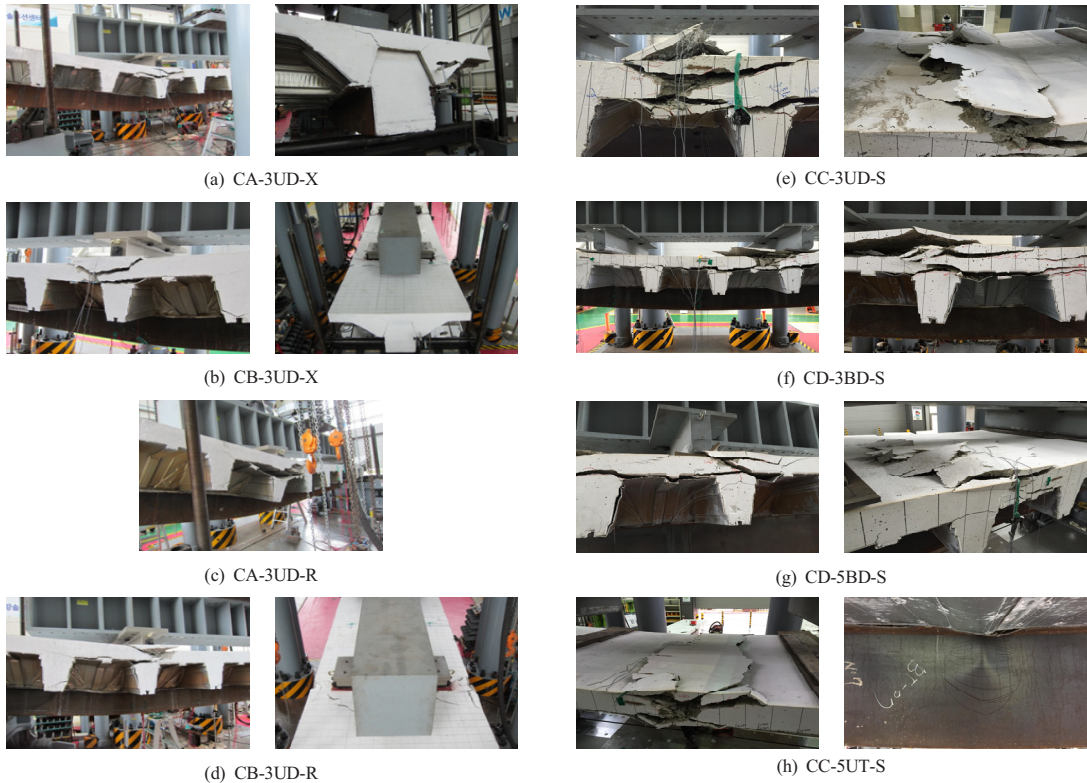 (a) CA-3UD-X
(b) CB-3UD-X
(c) CA-3UD-R
(d) CB-3UD-R
(e) CC-3UD-S
(f) CD-3BD-S
(g) CD-5BD-S
(h) CC-5UT-S